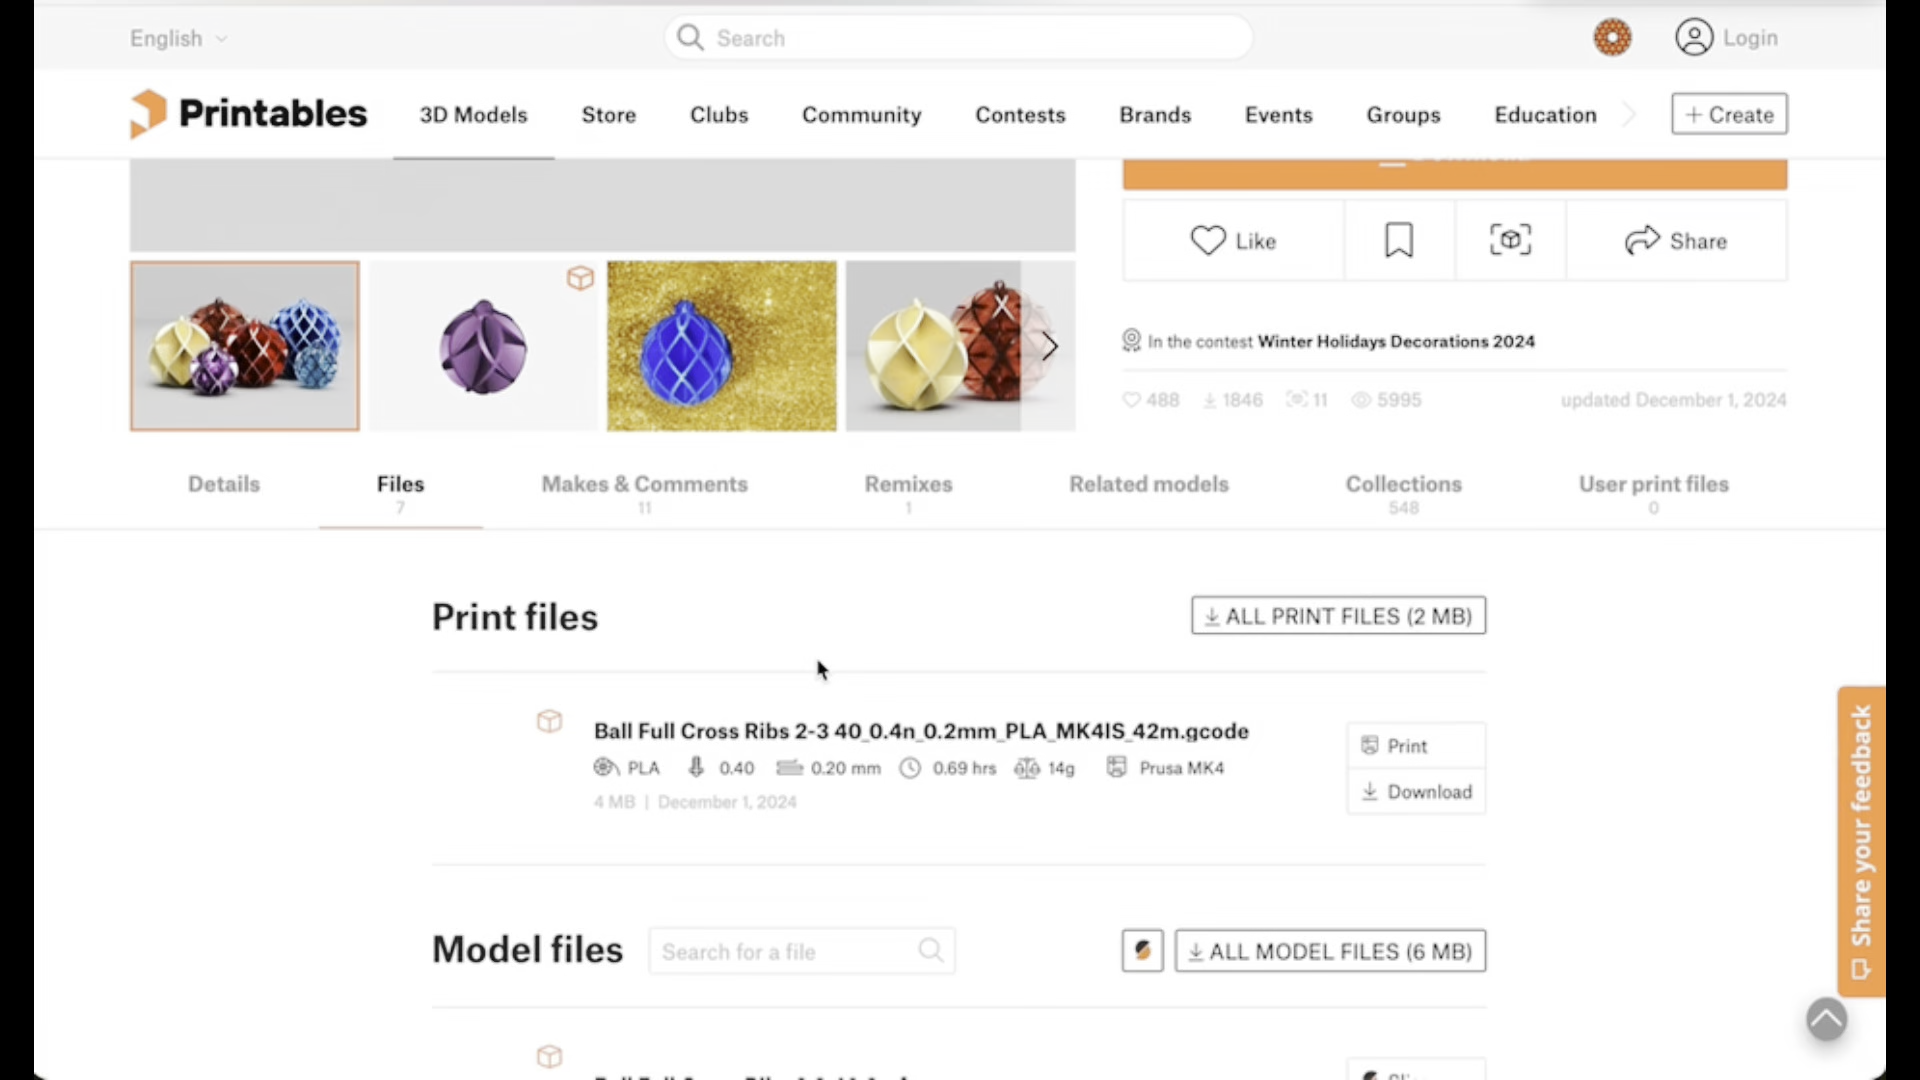 English
Search
Login
Printables
3D Models
Store
Clubs
Community
Contests
Brands
Events
Groups
Education
+ Create
Like
Share
In the contest Winter Holidays Decorations 2024
488 1846 11 5995 updated December 1, 2024
Details
Files
7
Makes & Comments
11
Remixes
1
Related models
Collections
548
User print files
0
Print files
ALL PRINT FILES (2 MB)
Ball Full Cross Ribs 2-3 40_0.4n_0.2mm_PLA_MK4IS_42m.gcode
PLA 0.40 0.20 mm 0.69 hrs 14g Prusa MK4
4 MB | December 1, 2024
Print
Download
Model files
Search for a file
ALL MODEL FILES (6 MB)
Share your feedback